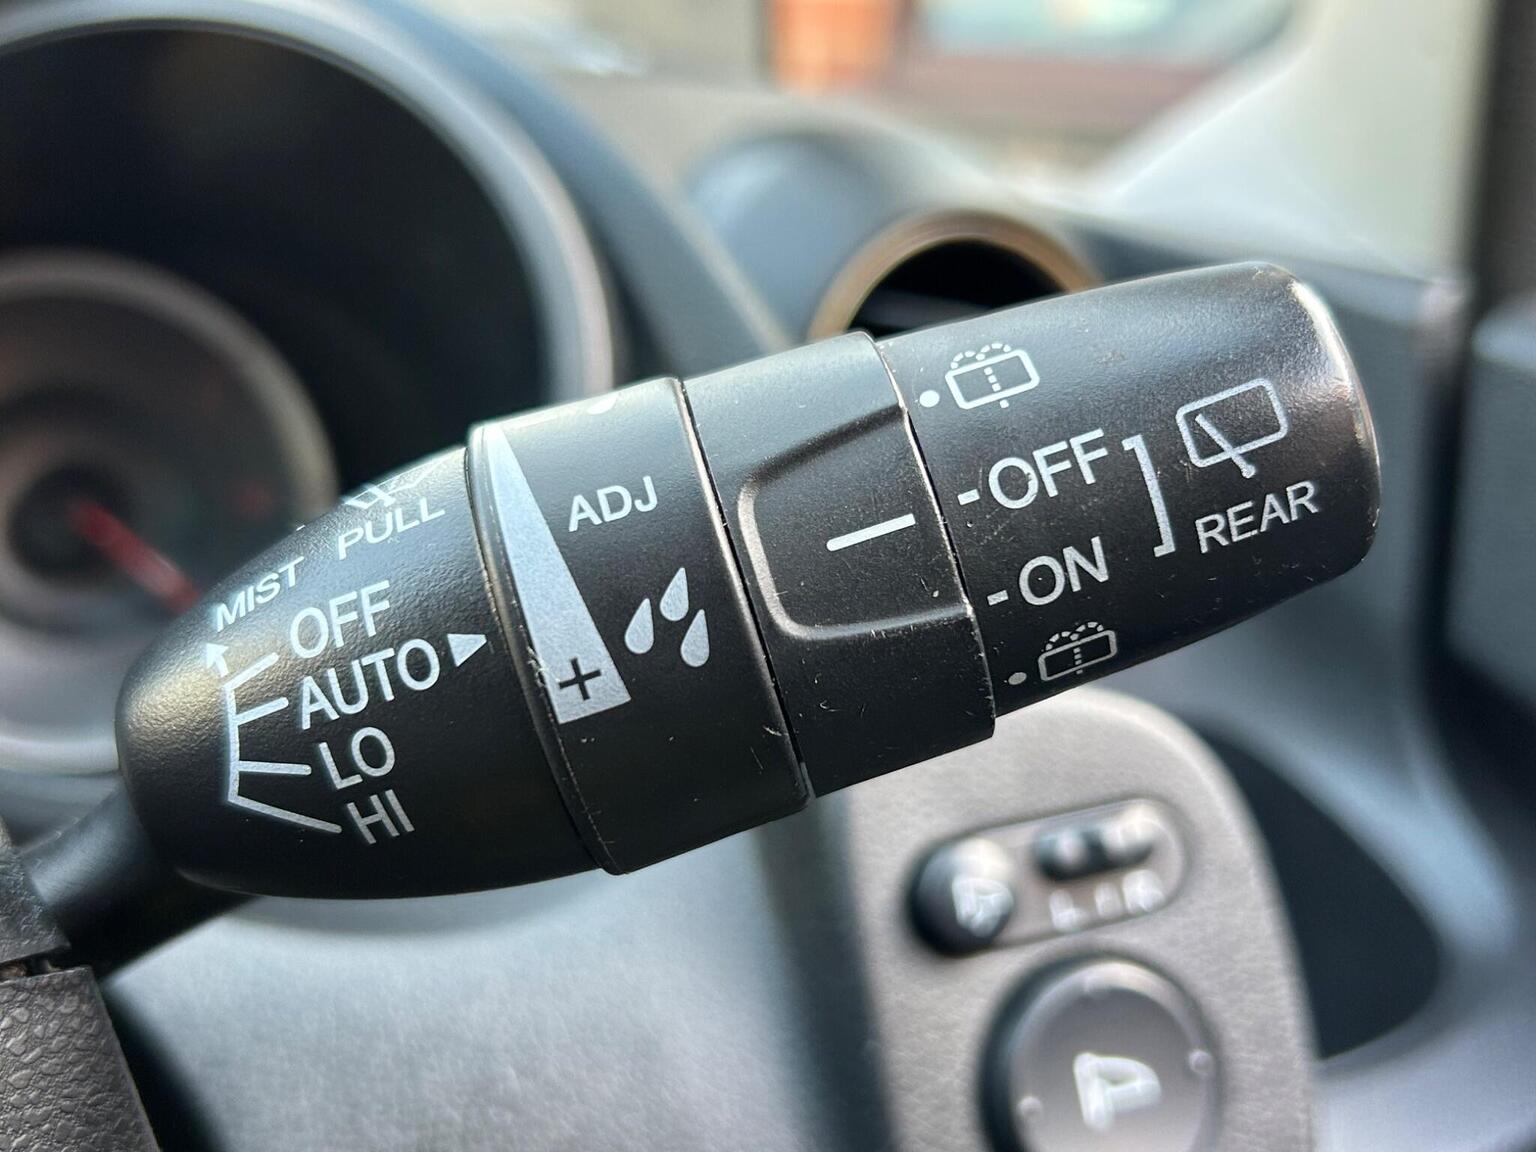 MIST
PULL
OFF
AUTO
LO
HI
ADJ
+
-OFF
-ON
REAR
L R